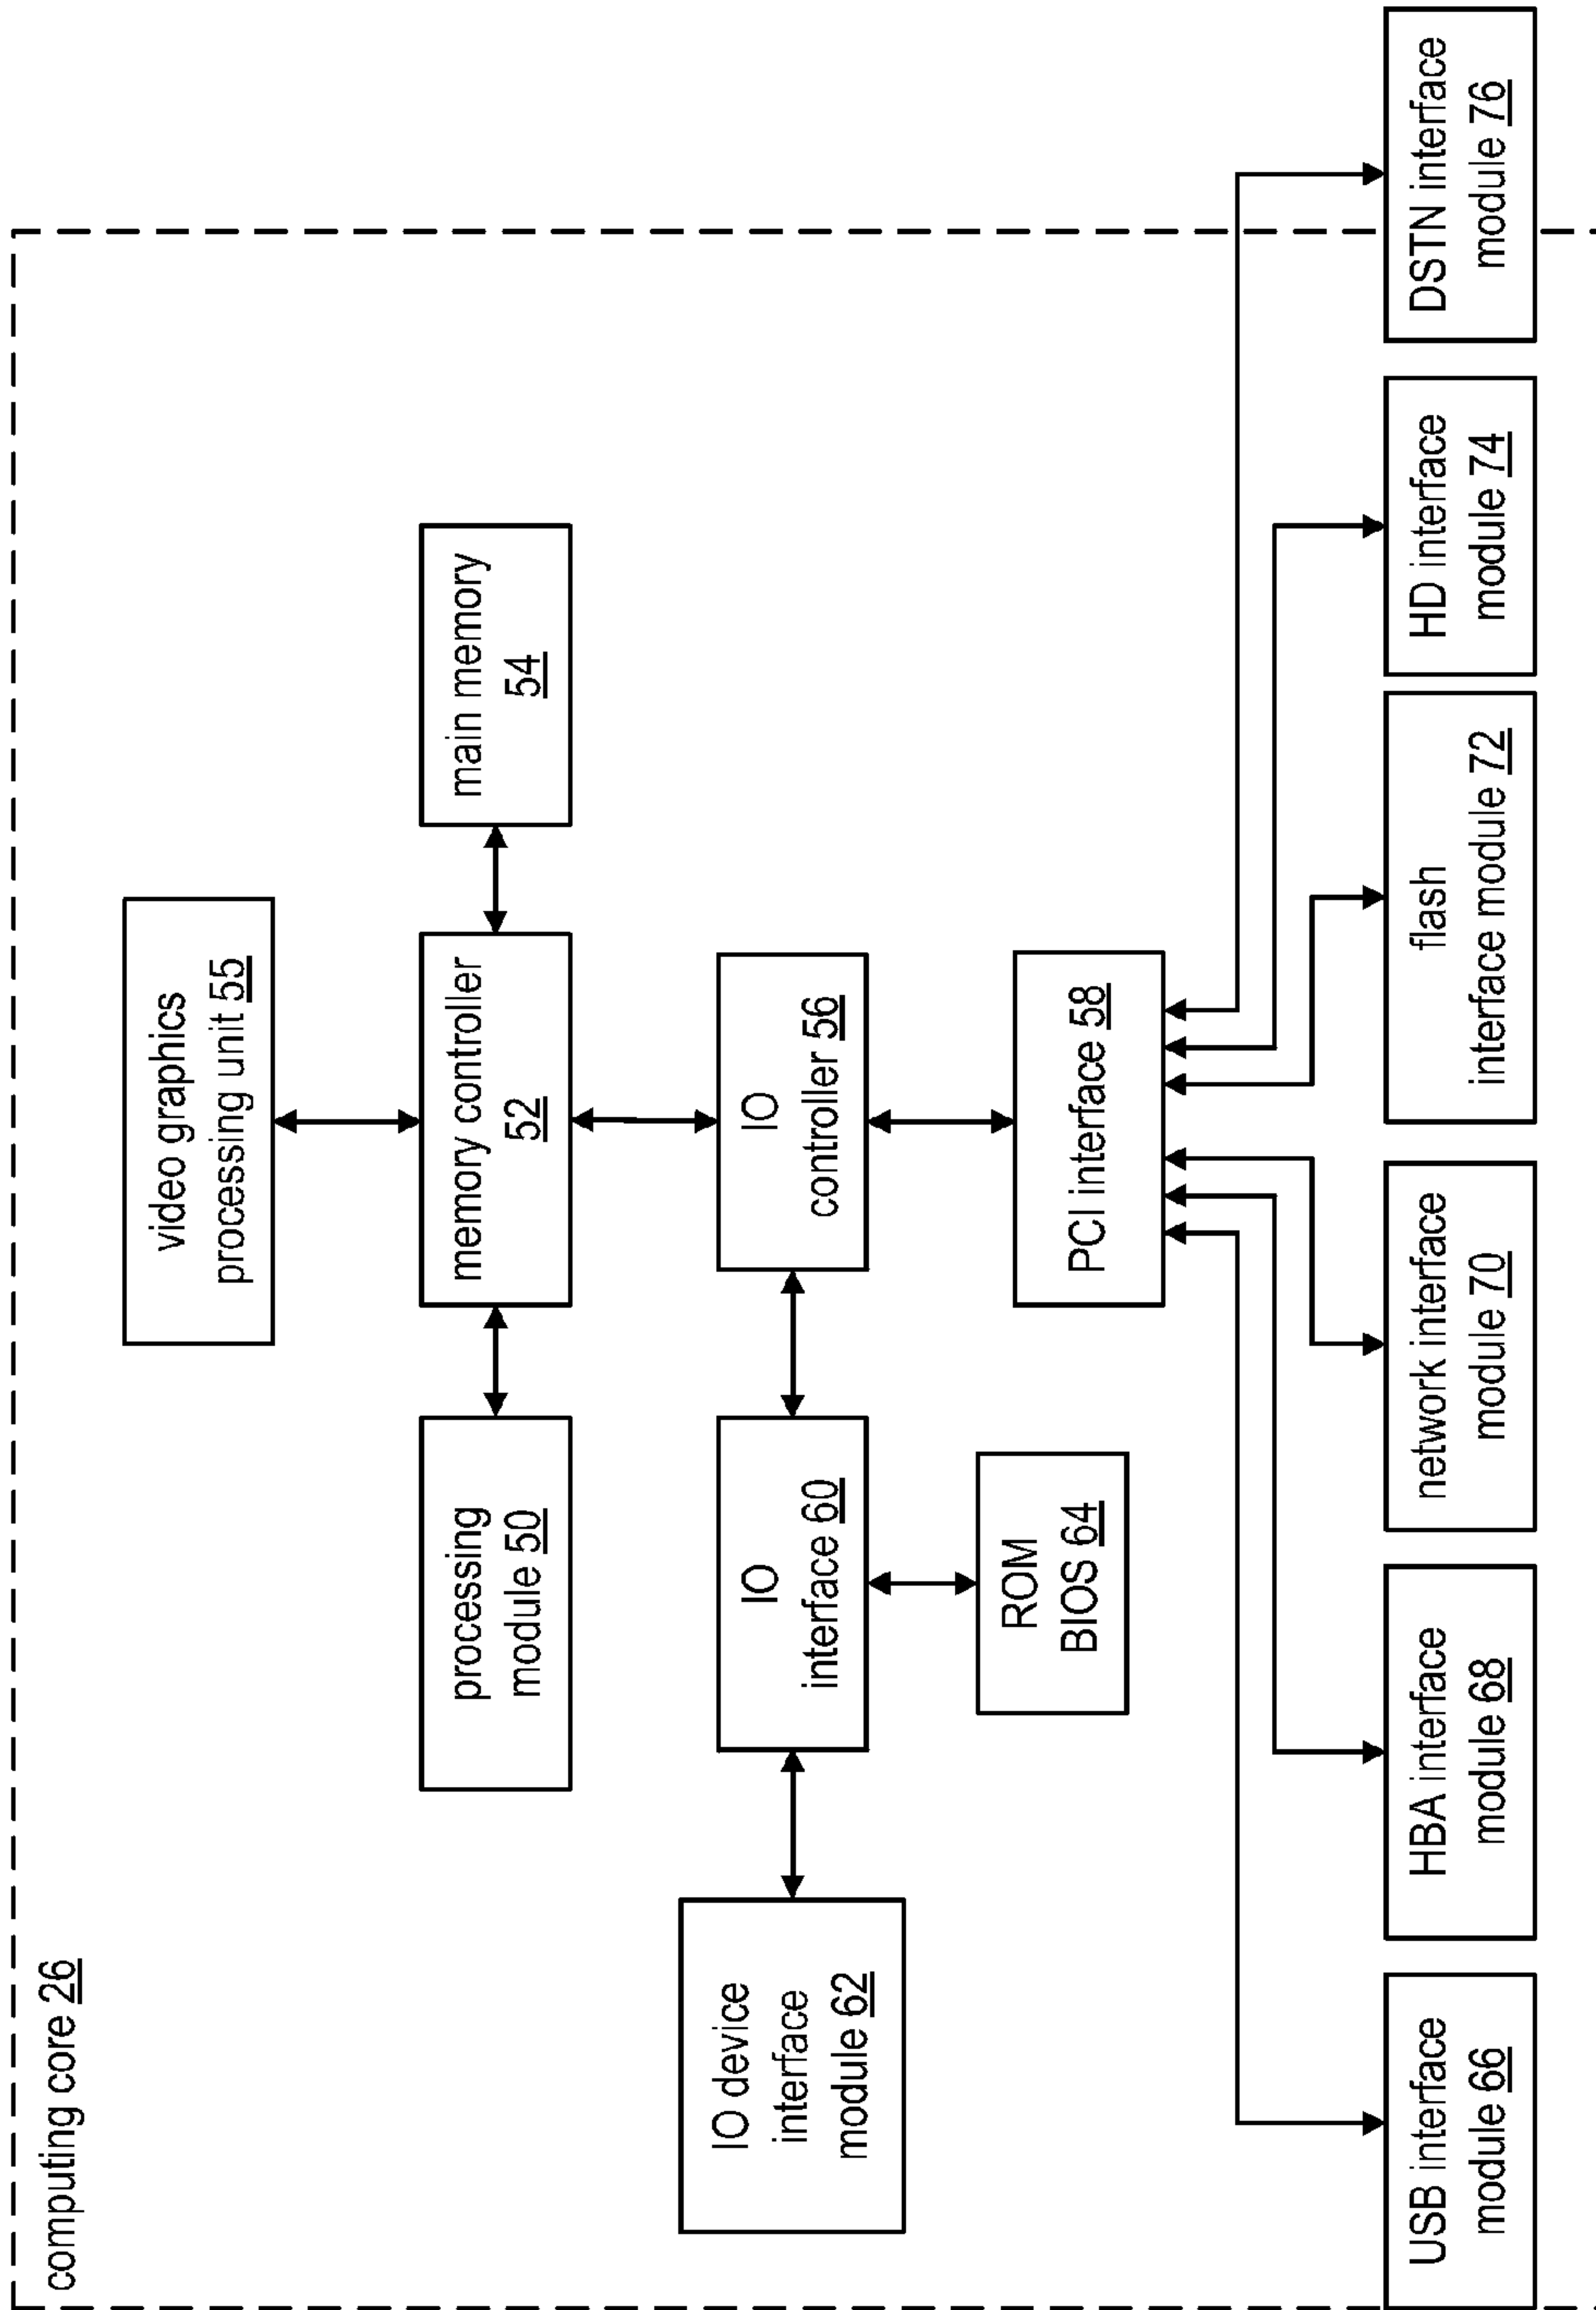 computing core 26
video graphics
processing unit 55
processing
module 50
memory controller
52
main memory
54
IO device
interface
module 62
IO
interface 60
IO
controller 56
ROM
BIOS 64
PCI interface 58
USB interface
module 66
HBA interface
module 68
network interface
module 70
flash
interface module 72
HD interface
module 74
DSTN interface
module 76